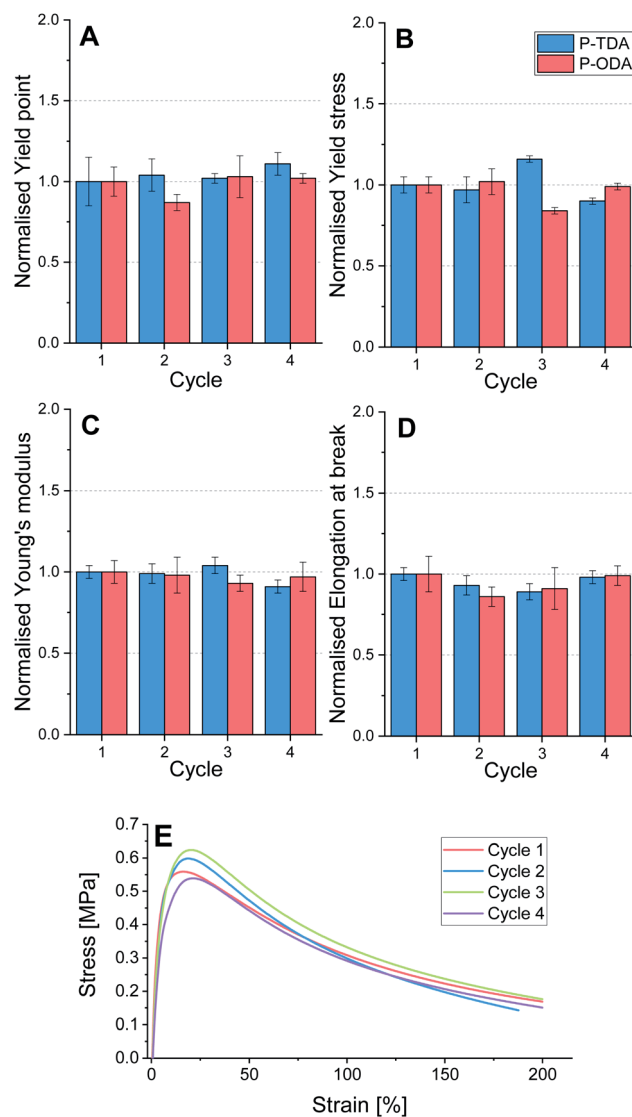 A
Normalised Yield point
2.0
1.5
1.0
0.5
0.0
1 2 3 4
Cycle
B
P-TDA
P-ODA
Normalised Yield stress
2.0
1.5
1.0
0.5
0.0
1 2 3 4
Cycle
C
Normalised Young's modulus
2.0
1.5
1.0
0.5
0.0
1 2 3 4
Cycle
D
Normalised Elongation at break
2.0
1.5
1.0
0.5
0.0
1 2 3 4
Cycle
E
Stress [MPa]
0.7
0.6
0.5
0.4
0.3
0.2
0.1
0.0
Cycle 1
Cycle 2
Cycle 3
Cycle 4
0 50 100 150 200
Strain [%]